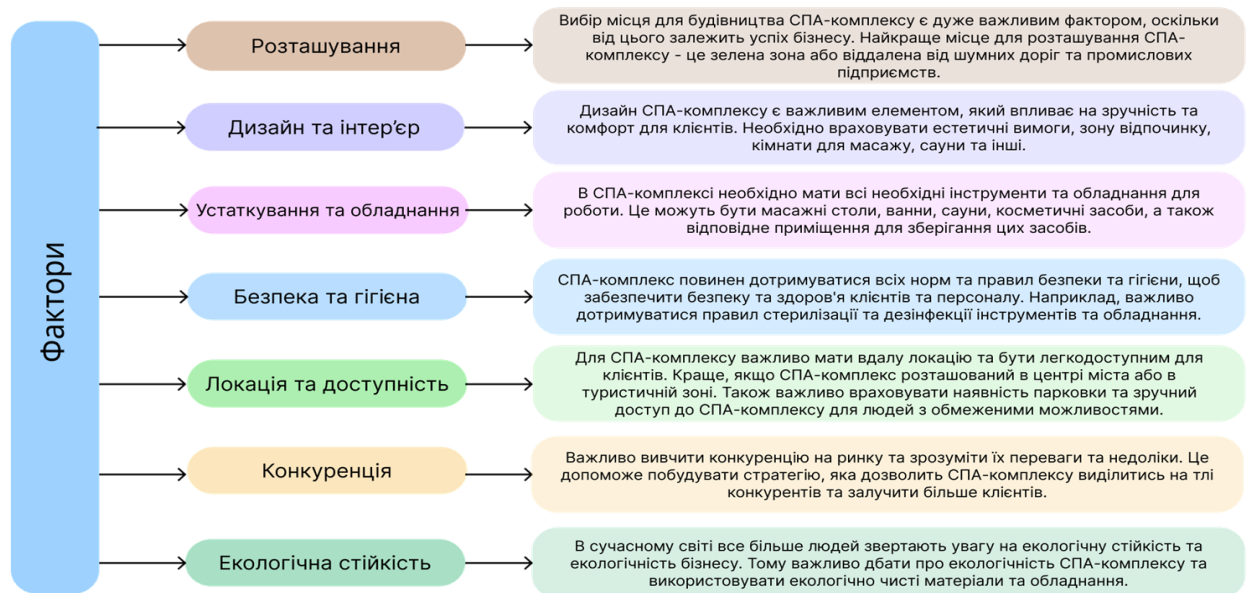 Фактори
Розташування
Вибір місця для будівництва СПА-комплексу є дуже важливим фактором, оскільки
від цього залежить успіх бізнесу. Найкраще місце для розташування СПА-
комплексу - це зелена зона або віддалена від шумних доріг та промислових
підприємств.
Дизайн та інтер’єр
Дизайн СПА-комплексу є важливим елементом, який впливає на зручність та
комфорт для клієнтів. Необхідно враховувати естетичні вимоги, зону відпочинку,
кімнати для масажу, сауни та інші.
Устаткування та обладнання
В СПА-комплексі необхідно мати всі необхідні інструменти та обладнання для
роботи. Це можуть бути масажні столи, ванни, сауни, косметичні засоби, а також
відповідне приміщення для зберігання цих засобів.
Безпека та гігієна
СПА-комплекс повинен дотримуватися всіх норм та правил безпеки та гігієни, щоб
забезпечити безпеку та здоров'я клієнтів та персоналу. Наприклад, важливо
дотримуватися правил стерилізації та дезінфекції інструментів та обладнання.
Локація та доступність
Для СПА-комплексу важливо мати вдалу локацію та бути легкодоступним для
клієнтів. Краще, якщо СПА-комплекс розташований в центрі міста або в
туристичній зоні. Також важливо враховувати наявність парковки та зручний
доступ до СПА-комплексу для людей з обмеженими можливостями.
Конкуренція
Важливо вивчити конкуренцію на ринку та зрозуміти їх переваги та недоліки. Це
допоможе побудувати стратегію, яка дозволить СПА-комплексу виділитись на тлі
конкурентів та залучити більше клієнтів.
Екологічна стійкість
В сучасному світі все більше людей звертають увагу на екологічну стійкість та
екологічність бізнесу. Тому важливо дбати про екологічність СПА-комплексу та
використовувати екологічно чисті матеріали та обладнання.